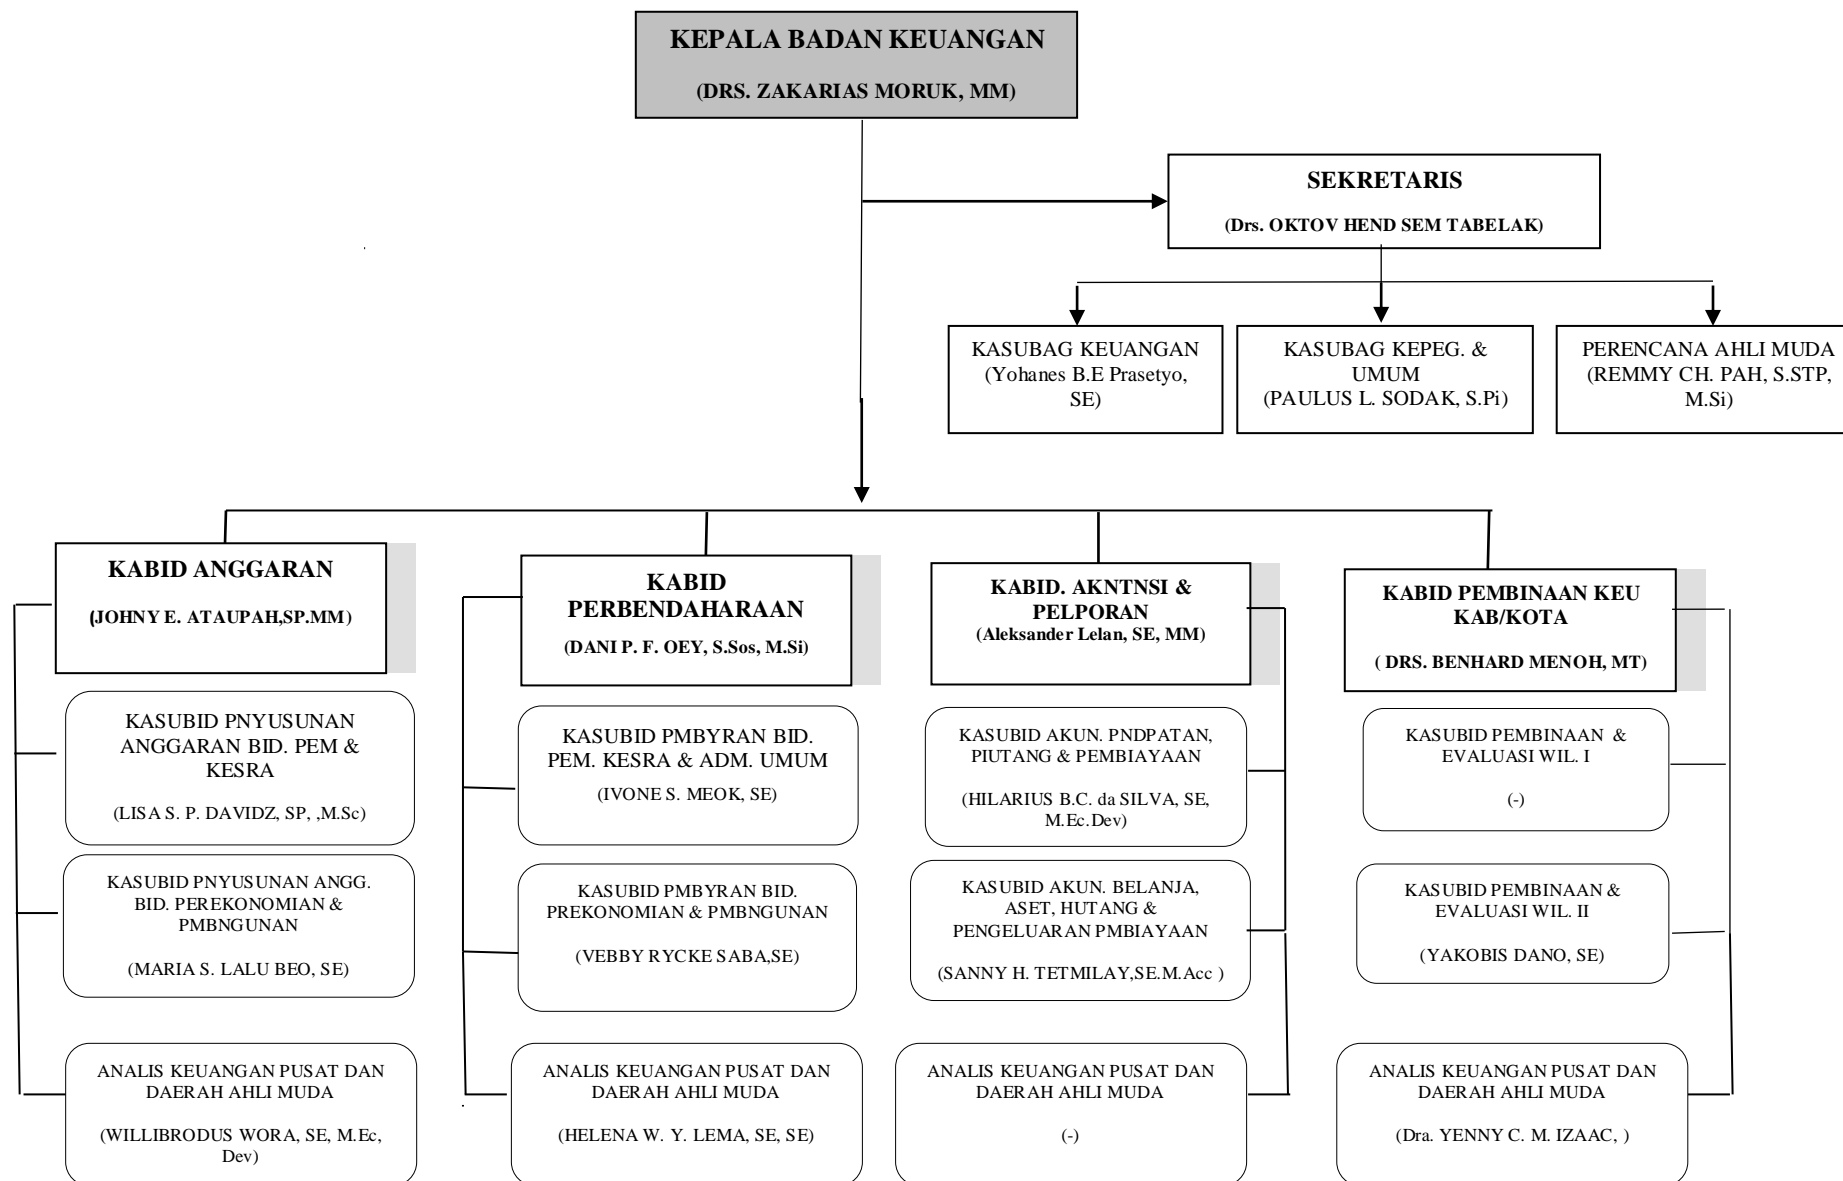 KEPALA BADAN KEUANGAN
(DRS. ZAKARIAS MORUK, MM)
SEKRETARIS
(Drs. OKTOV HEND SEM TABELAK)
KASUBAG KEUANGAN
(Yohanes B.E Prasetyo,
SE)
KASUBAG KEPEG. &
UMUM
(PAULUS L. SODAK, S.Pi)
PERENCANA AHLI MUDA
(REMMY CH. PAH, S.STP,
M.Si)
KABID ANGGARAN
(JOHNY E. ATAUPAH,SP.MM)
KASUBID PNYUSUNAN
ANGGARAN BID. PEM &
KESRA
(LISA S. P. DAVIDZ, SP, ,M.Sc)
KASUBID PNYUSUNAN ANGG.
BID. PEREKONOMIAN &
PMBNGUNAN
(MARIA S. LALU BEO, SE)
ANALIS KEUANGAN PUSAT DAN
DAERAH AHLI MUDA
(WILLIBRODUS WORA, SE, M.Ec,
Dev)
KABID
PERBENDAHARAAN
(DANI P. F. OEY, S.Sos, M.Si)
KASUBID PMBYRAN BID.
PEM. KESRA & ADM. UMUM
(IVONE S. MEOK, SE)
KASUBID PMBYRAN BID.
PREKONOMIAN & PMBNGUNAN
(VEBBY RYCKE SABA,SE)
ANALIS KEUANGAN PUSAT DAN
DAERAH AHLI MUDA
(HELENA W. Y. LEMA, SE, SE)
KABID. AKNTNSI &
PELPORAN
(Aleksander Lelan, SE, MM)
KASUBID AKUN. PNDPATAN,
PIUTANG & PEMBIAYAAN
(HILARIUS B.C. da SILVA, SE,
M.Ec.Dev)
KASUBID AKUN. BELANJA,
ASET, HUTANG &
PENGELUARAN PMBIAYAAN
(SANNY H. TETMILAY,SE.M.Acc )
ANALIS KEUANGAN PUSAT DAN
DAERAH AHLI MUDA
(-)
KABID PEMBINAAN KEU
KAB/KOTA
( DRS. BENHARD MENOH, MT)
KASUBID PEMBINAAN &
EVALUASI WIL. I
(-)
KASUBID PEMBINAAN &
EVALUASI WIL. II
(YAKOBIS DANO, SE)
ANALIS KEUANGAN PUSAT DAN
DAERAH AHLI MUDA
(Dra. YENNY C. M. IZAAC, )